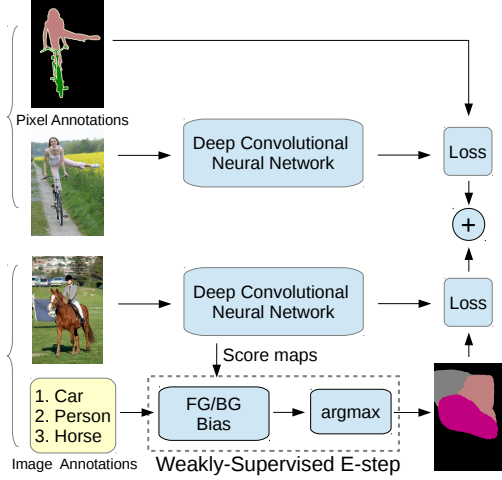 Pixel Annotations
Deep Convolutional
Neural Network
Loss
+
Deep Convolutional
Neural Network
Loss
Score maps
1. Car
2. Person
3. Horse
FG/BG
Bias
argmax
Image Annotations
Weakly-Supervised E-step